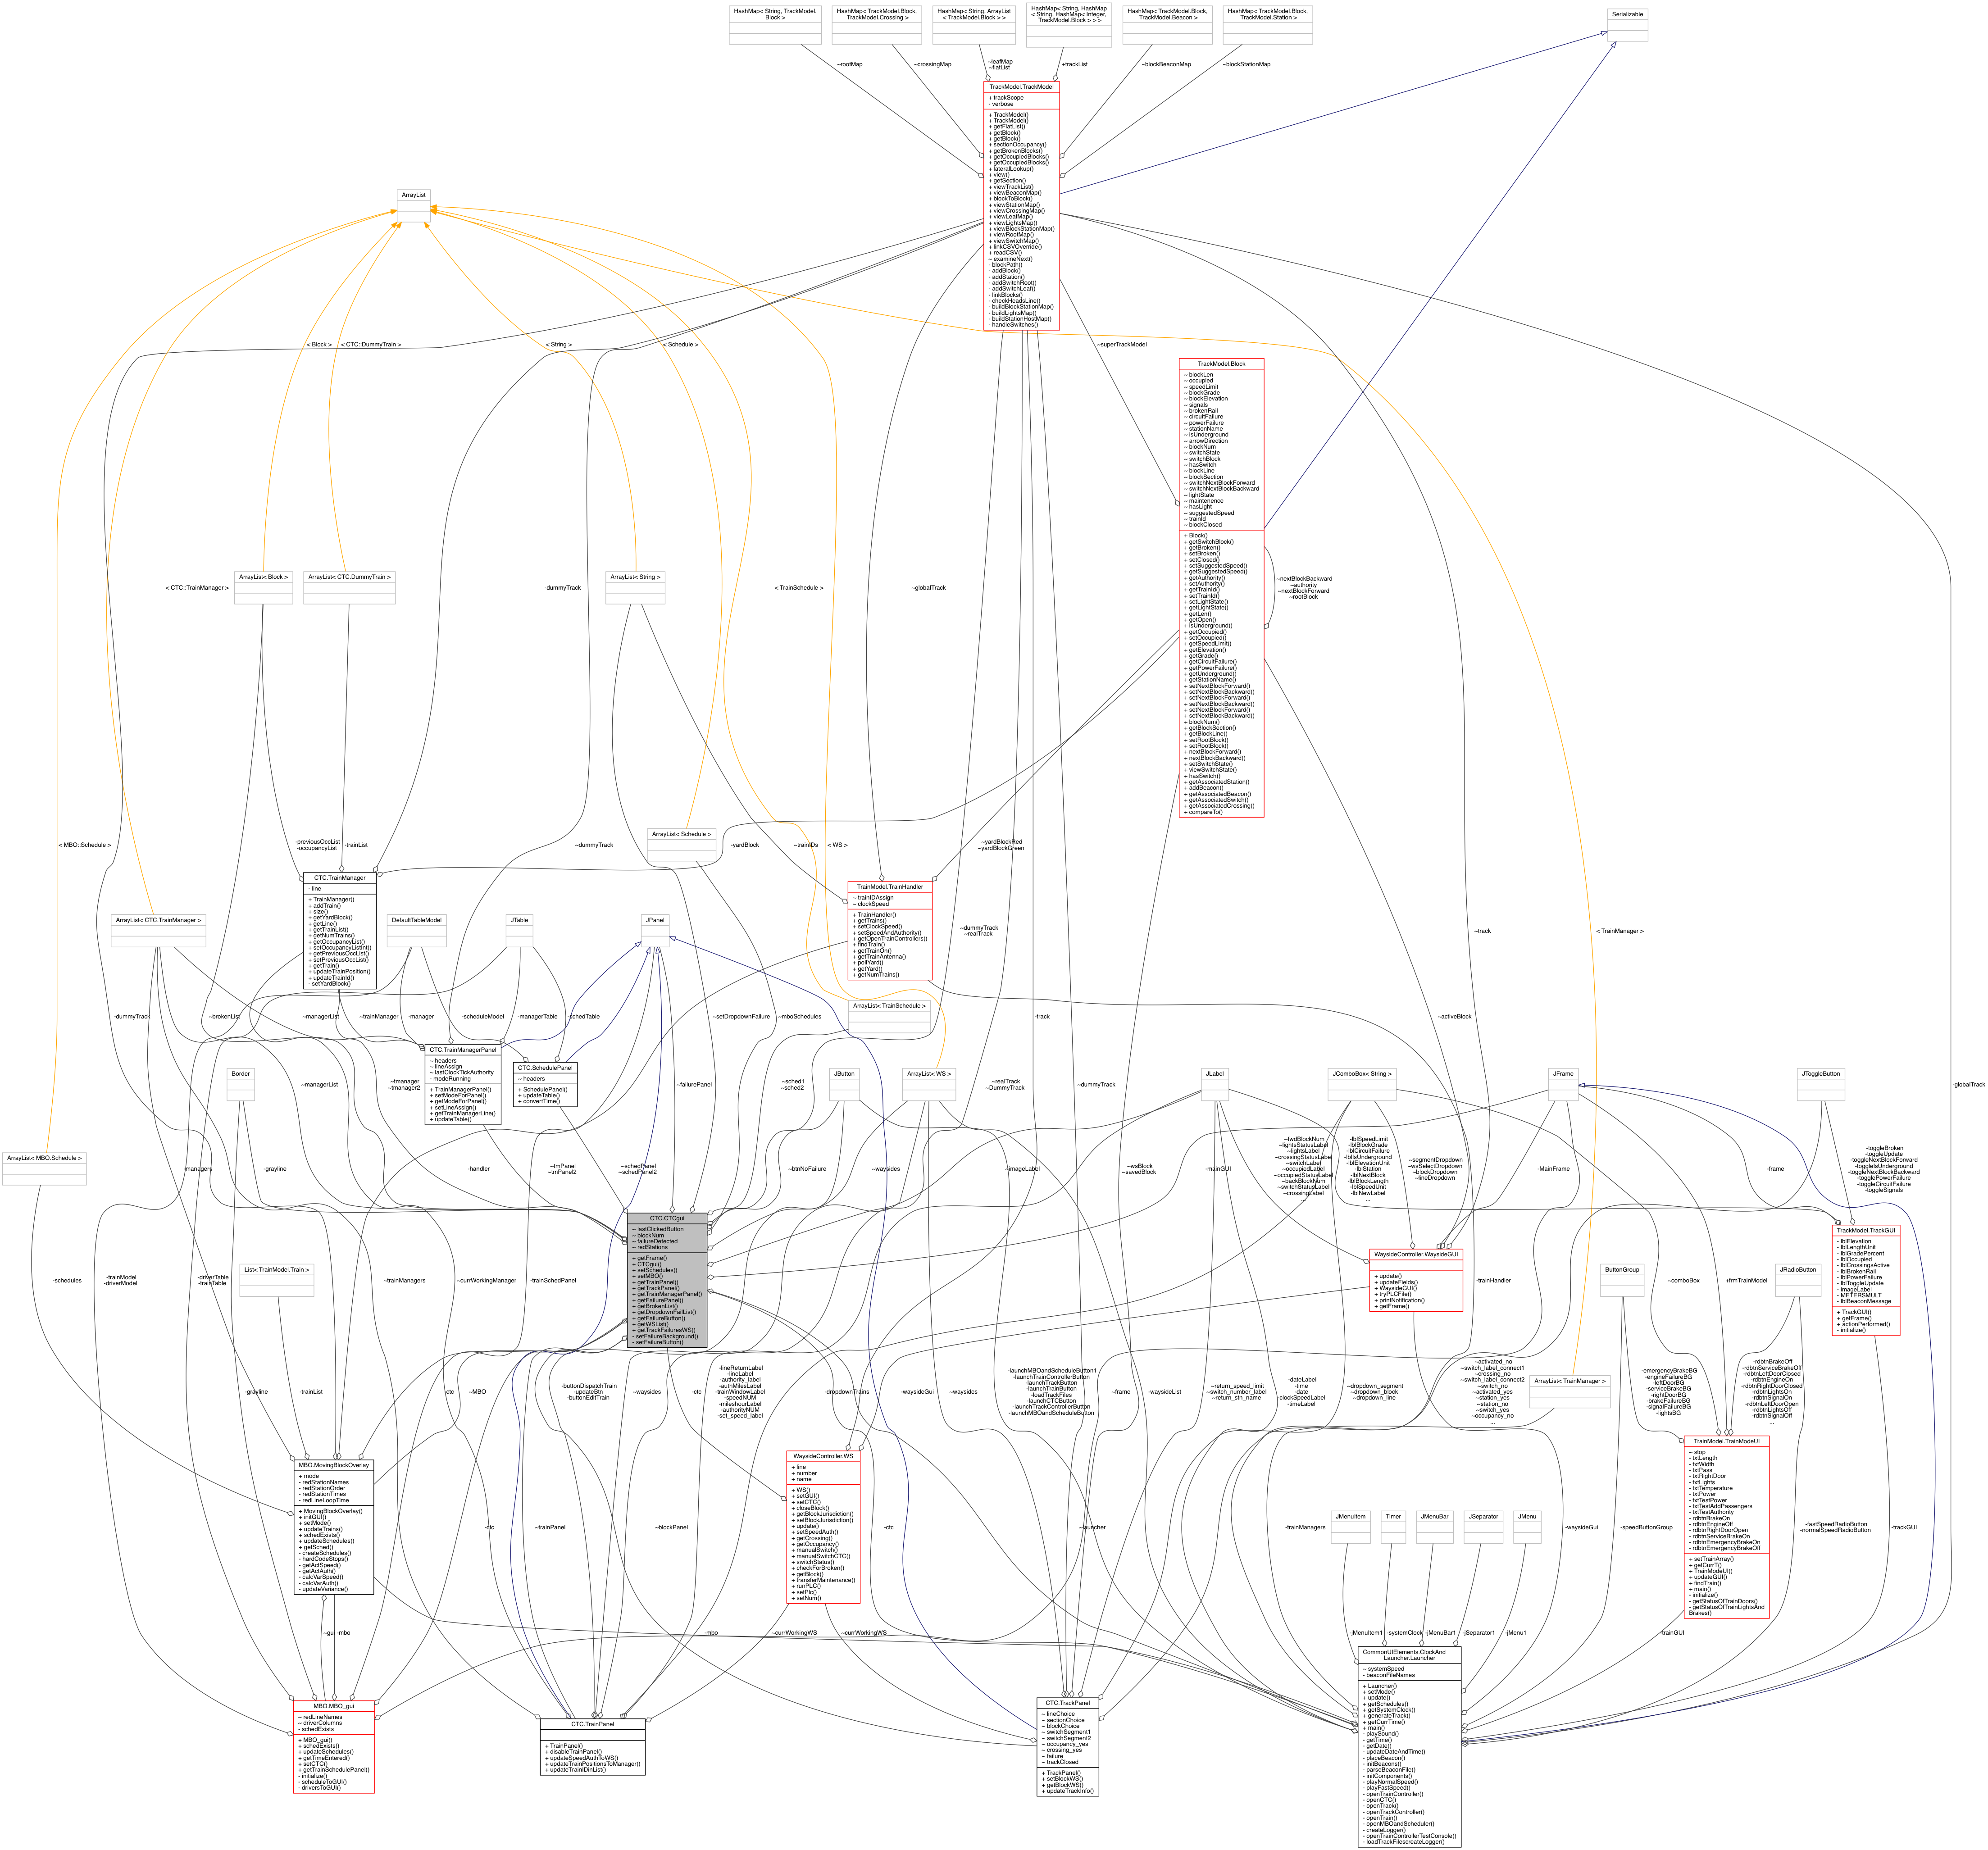 HashMap< String, TrackModel.
Block >
HashMap< TrackModel.Block,
TrackModel.Crossing >
HashMap< String, ArrayList
< TrackModel.Block > >
HashMap< String, HashMap
< String, HashMap< Integer,
TrackModel.Block > > >
HashMap< TrackModel.Block,
TrackModel.Beacon >
HashMap< TrackModel.Block,
TrackModel.Station >
Serializable
~rootMap
~crossingMap
~leafMap
~flatList
+trackList
~blockBeaconMap
~blockStationMap
TrackModel.TrackModel
+ trackScope
- verbose
+ TrackModel()
+ TrackModel()
+ getFlatList()
+ getBlock()
+ getBlock()
+ sectionOccupancy()
+ getBrokenBlocks()
+ getOccupiedBlocks()
+ getOccupiedBlocks()
+ lateralLookup()
+ view()
+ getSection()
+ viewTrackList()
+ viewBeaconMap()
+ blockToBlock()
+ viewStationMap()
+ viewCrossingMap()
+ viewLeafMap()
+ viewLightsMap()
+ viewBlockStationMap()
+ viewRootMap()
+ viewSwitchMap()
+ linkCSVOverride()
+ readCSV()
~ examineNext()
- blockPath()
- addBlock()
- addStation()
- addSwitchRoot()
- addSwitchLeaf()
- linkBlocks()
- checkHeadsLine()
- buildBlockStationMap()
- buildLightsMap()
- buildStationHostMap()
- handleSwitches()
ArrayList
< Block >
< CTC::DummyTrain >
< String >
< Schedule >
~superTrackModel
TrackModel.Block
~ blockLen
~ occupied
~ speedLimit
~ blockGrade
~ blockElevation
~ signals
~ brokenRail
~ circuitFailure
~ powerFailure
~ stationName
~ isUnderground
~ arrowDirection
~ blockNum
~ switchState
~ switchBlock
~ hasSwitch
~ blockLine
~ blockSection
~ switchNextBlockForward
~ switchNextBlockBackward
~ lightState
~ maintenence
~ hasLight
~ suggestedSpeed
~ trainId
~ blockClosed
+ Block()
+ getSwitchBlock()
+ getBroken()
+ setBroken()
+ setClosed()
+ setSuggestedSpeed()
+ getSuggestedSpeed()
+ getAuthority()
+ setAuthority()
+ getTrainId()
+ setTrainId()
+ setLightState()
+ getLightState()
+ getLen()
+ getOpen()
+ isUnderground()
+ getOccupied()
+ setOccupied()
+ getSpeedLimit()
+ getElevation()
+ getGrade()
+ getCircuitFailure()
+ getPowerFailure()
+ getUnderground()
+ getStationName()
+ setNextBlockForward()
+ setNextBlockBackward()
+ setNextBlockForward()
+ setNextBlockBackward()
+ setNextBlockForward()
+ setNextBlockBackward()
+ blockNum()
+ getBlockSection()
+ getBlockLine()
+ setRootBlock()
+ setRootBlock()
+ nextBlockForward()
+ nextBlockBackward()
+ setSwitchState()
+ viewSwitchState()
+ hasSwitch()
+ getAssociatedStation()
+ addBeacon()
+ getAssociatedBeacon()
+ getAssociatedSwitch()
+ getAssociatedCrossing()
+ compareTo()
~nextBlockBackward
~authority
~nextBlockForward
~rootBlock
< CTC::TrainManager >
ArrayList< Block >
ArrayList< CTC.DummyTrain >
-dummyTrack
ArrayList< String >
< TrainSchedule >
~globalTrack
ArrayList< Schedule >
< MBO::Schedule >
-previousOccList
-occupancyList
-trainList
~dummyTrack
-yardBlock
~trainIDs
< WS >
~yardBlockRed
~yardBlockGreen
CTC.TrainManager
- line
+ TrainManager()
+ addTrain()
+ size()
+ getYardBlock()
+ getLine()
+ getTrainList()
+ getNumTrains()
+ getOccupancyList()
+ setOccupancyListInt()
+ getPreviousOccList()
+ setPreviousOccList()
+ getTrain()
+ updateTrainPosition()
+ updateTrainId()
- setYardBlock()
TrainModel.TrainHandler
~ trainIDAssign
~ clockSpeed
+ TrainHandler()
+ getTrains()
+ setClockSpeed()
+ setSpeedAndAuthority()
+ getOpenTrainControllers()
+ findTrain()
+ getTrainOn()
+ getTrainAntenna()
+ pollYard()
+ getYard()
+ getNumTrains()
ArrayList< CTC.TrainManager >
DefaultTableModel
JTable
JPanel
~dummyTrack
~realTrack
~track
< TrainManager >
-dummyTrack
~brokenList
~managerList
~trainManager
-manager
-scheduleModel
-managerTable
-schedTable
~setDropdownFailure
~mboSchedules
ArrayList< TrainSchedule >
-track
~activeBlock
CTC.TrainManagerPanel
~ headers
~ lineAssign
~ lastClockTickAuthority
- modeRunning
+ TrainManagerPanel()
+ setModeForPanel()
+ getModeForPanel()
+ setLineAssign()
+ getTrainManagerLine()
+ updateTable()
CTC.SchedulePanel
~ headers
+ SchedulePanel()
+ updateTable()
+ convertTime()
Border
~managerList
~tmanager
~tmanager2
~failurePanel
~sched1
~sched2
JButton
ArrayList< WS >
~realTrack
~DummyTrack
~dummyTrack
JLabel
JComboBox< String >
JFrame
JToggleButton
-globalTrack
ArrayList< MBO.Schedule >
-managers
-grayline
-handler
~tmPanel
~tmPanel2
~schedPanel
~schedPanel2
-btnNoFailure
~waysides
-imageLabel
~wsBlock
~savedBlock
-mainGUI
~fwdBlockNum
~lightsStatusLabel
~lightsLabel
~crossingStatusLabel
~switchLabel
~occupiedLabel
~occupiedStatusLabel
~backBlockNum
~switchStatusLabel
~crossingLabel
-lblSpeedLimit
-lblBlockGrade
-lblCircuitFailure
-lblIsUnderground
-lblElevationUnit
-lblStation
-lblNextBlock
-lblBlockLength
-lblSpeedUnit
-lblNewLabel
...
~segmentDropdown
~wsSelectDropdown
~blockDropdown
~lineDropdown
-MainFrame
-frame
-toggleBroken
-toggleUpdate
-toggleNextBlockForward
-toggleIsUnderground
-toggleNextBlockBackward
-togglePowerFailure
-toggleCircuitFailure
-toggleSignals
CTC.CTCgui
~ lastClickedButton
~ blockNum
~ failureDetected
~ redStations
+ getFrame()
+ CTCgui()
+ setSchedules()
+ setMBO()
+ getTrainPanel()
+ getTrackPanel()
+ getTrainManagerPanel()
+ getFailurePanel()
+ getBrokenList()
+ getDropdownFailList()
+ getFailureButton()
+ getWSList()
+ getTrackFailuresWS()
- setFailureBackground()
- setFailureButton()
WaysideController.WaysideGUI
+ update()
+ updateFields()
+ WaysideGUI()
+ tryPLCFile()
+ printNotification()
+ getFrame()
TrackModel.TrackGUI
- lblElevation
- lblLengthUnit
- lblGradePercent
- lblOccupied
- lblCrossingsActive
- lblBrokenRail
- lblPowerFailure
- lblToggleUpdate
- imageLabel
- METERSMULT
- lblBeaconMessage
+ TrackGUI()
+ getFrame()
+ actionPerformed()
- initialize()
-schedules
-trainModel
-driverModel
-driverTable
-trainTable
List< TrainModel.Train >
~trainManagers
~currWorkingManager
-trainSchedPanel
-trainHandler
~comboBox
+frmTrainModel
ButtonGroup
JRadioButton
-grayline
-trainList
-ctc
~MBO
-buttonDispatchTrain
-updateBtn
-buttonEditTrain
~waysides
-lineReturnLabel
-lineLabel
-authority_label
-authMilesLabel
-trainWindowLabel
-speedNUM
-mileshourLabel
-authorityNUM
-set_speed_label
-ctc
~dropdownTrains
-waysideGui
-waysides
-launchMBOandScheduleButton1
-launchTrainControllerButton
-launchTrackButton
-launchTrainButton
-loadTrackFiles
-launchCTCButton
-launchTrackControllerButton
-launchMBOandScheduleButton
~frame
waysideList
~return_speed_limit
~switch_number_label
~return_stn_name
-dateLabel
-time
-date
-clockSpeedLabel
-timeLabel
~dropdown_segment
~dropdown_block
~dropdown_line
~activated_no
~switch_label_connect1
~crossing_no
~switch_label_connect2
~switch_no
~activated_yes
~station_yes
~station_no
~switch_yes
~occupancy_no
...
ArrayList< TrainManager >
-emergencyBrakeBG
-engineFailureBG
-leftDoorBG
-serviceBrakeBG
-rightDoorBG
-brakeFailureBG
-signalFailureBG
-lightsBG
-rdbtnBrakeOff
-rdbtnServiceBrakeOff
-rdbtnLeftDoorClosed
-rdbtnEngineOn
-rdbtnRightDoorClosed
-rdbtnLightsOn
-rdbtnSignalOn
-rdbtnLeftDoorOpen
-rdbtnLightsOff
-rdbtnSignalOff
...
MBO.MovingBlockOverlay
+ mode
- redStationNames
- redStationOrder
- redStationTimes
- redLineLoopTime
+ MovingBlockOverlay()
+ initGUI()
+ setMode()
+ updateTrains()
+ schedExists()
+ updateSchedules()
+ getSched()
- createSchedules()
- hardCodeStops()
- getActSpeed()
- getActAuth()
- calcVarSpeed()
- calcVarAuth()
- updateVariance()
WaysideController.WS
+ line
+ number
+ name
+ WS()
+ setGUI()
+ setCTC()
+ closeBlock()
+ getBlockJurisdiction()
+ setBlockJurisdiction()
+ update()
+ setSpeedAuth()
+ getCrossing()
+ getOccupancy()
+ manualSwitch()
+ manualSwitchCTC()
+ switchStatus()
+ checkForBroken()
+ getBlock()
+ transferMaintenance()
+ runPLC()
+ setPlc()
+ setNum()
TrainModel.TrainModeUI
~ stop
- txtLength
- txtWidth
- txtPass
- txtRightDoor
- txtLights
- txtTemperature
- txtPower
- txtTestPower
- txtTestAddPassengers
- txtTestAuthority
- rdbtnBrakeOn
- rdbtnEngineOff
- rdbtnRightDoorOpen
- rdbtnServiceBrakeOn
- rdbtnEmergencyBrakeOn
- rdbtnEmergencyBrakeOff
+ setTrainArray()
+ getCurrT()
+ TrainModeUI()
+ updateGUI()
+ findTrain()
+ main()
- initialize()
- getStatusOfTrainDoors()
- getStatusOfTrainLightsAnd
Brakes()
-ctc
~trainPanel
~blockPanel
-ctc
~launcher
-trainManagers
JMenuItem
Timer
JMenuBar
JSeparator
JMenu
-waysideGui
-speedButtonGroup
-fastSpeedRadioButton
-normalSpeedRadioButton
-trackGUI
~gui
-mbo
-mbo
~currWorkingWS
~currWorkingWS
-jMenuItem1
-systemClock
-jMenuBar1
-jSeparator1
-jMenu1
-trainGUI
MBO.MBO_gui
~ redLineNames
~ driverColumns
- schedExists
+ MBO_gui()
+ schedExists()
+ updateSchedules()
+ getTimeEntered()
+ setCTC()
+ getTrainSchedulePanel()
- initialize()
- scheduleToGUI()
- driversToGUI()
CTC.TrainPanel
+ TrainPanel()
+ disableTrainPanel()
+ updateSpeedAuthToWS()
+ updateTrainPositionsToManager()
+ updateTrainIDinList()
CTC.TrackPanel
~ lineChoice
~ sectionChoice
~ blockChoice
~ switchSegment1
~ switchSegment2
~ occupancy_yes
~ crossing_yes
~ failure
~ trackClosed
+ TrackPanel()
+ setBlockWS()
+ getBlockWS()
+ updateTrackInfo()
CommonUIElements.ClockAnd
Launcher.Launcher
~ systemSpeed
- beaconFileNames
+ Launcher()
+ setMode()
+ update()
+ getSchedules()
+ getSystemClock()
+ generateTrack()
+ getCurrTime()
+ main()
- playSound()
- getTime()
- getDate()
- updateDateAndTime()
- placeBeacon()
- initBeacons()
- parseBeaconFile()
- initComponents()
- playNormalSpeed()
- playFastSpeed()
- openTrainController()
- openCTC()
- openTrack()
- openTrackController()
- openTrain()
- openMBOandScheduler()
- createLogger()
- openTrainControllerTestConsole()
- loadTrackFilescreateLogger()